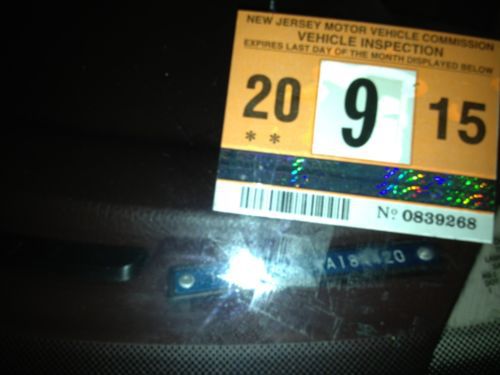 NEW JERSEY MOTOR VEHICLE COMMISSION
VEHICLE INSPECTION
EXPIRES LAST DAY OF THE MONTH DISPLAYED BELOW
20 9 15
**
No 0839268